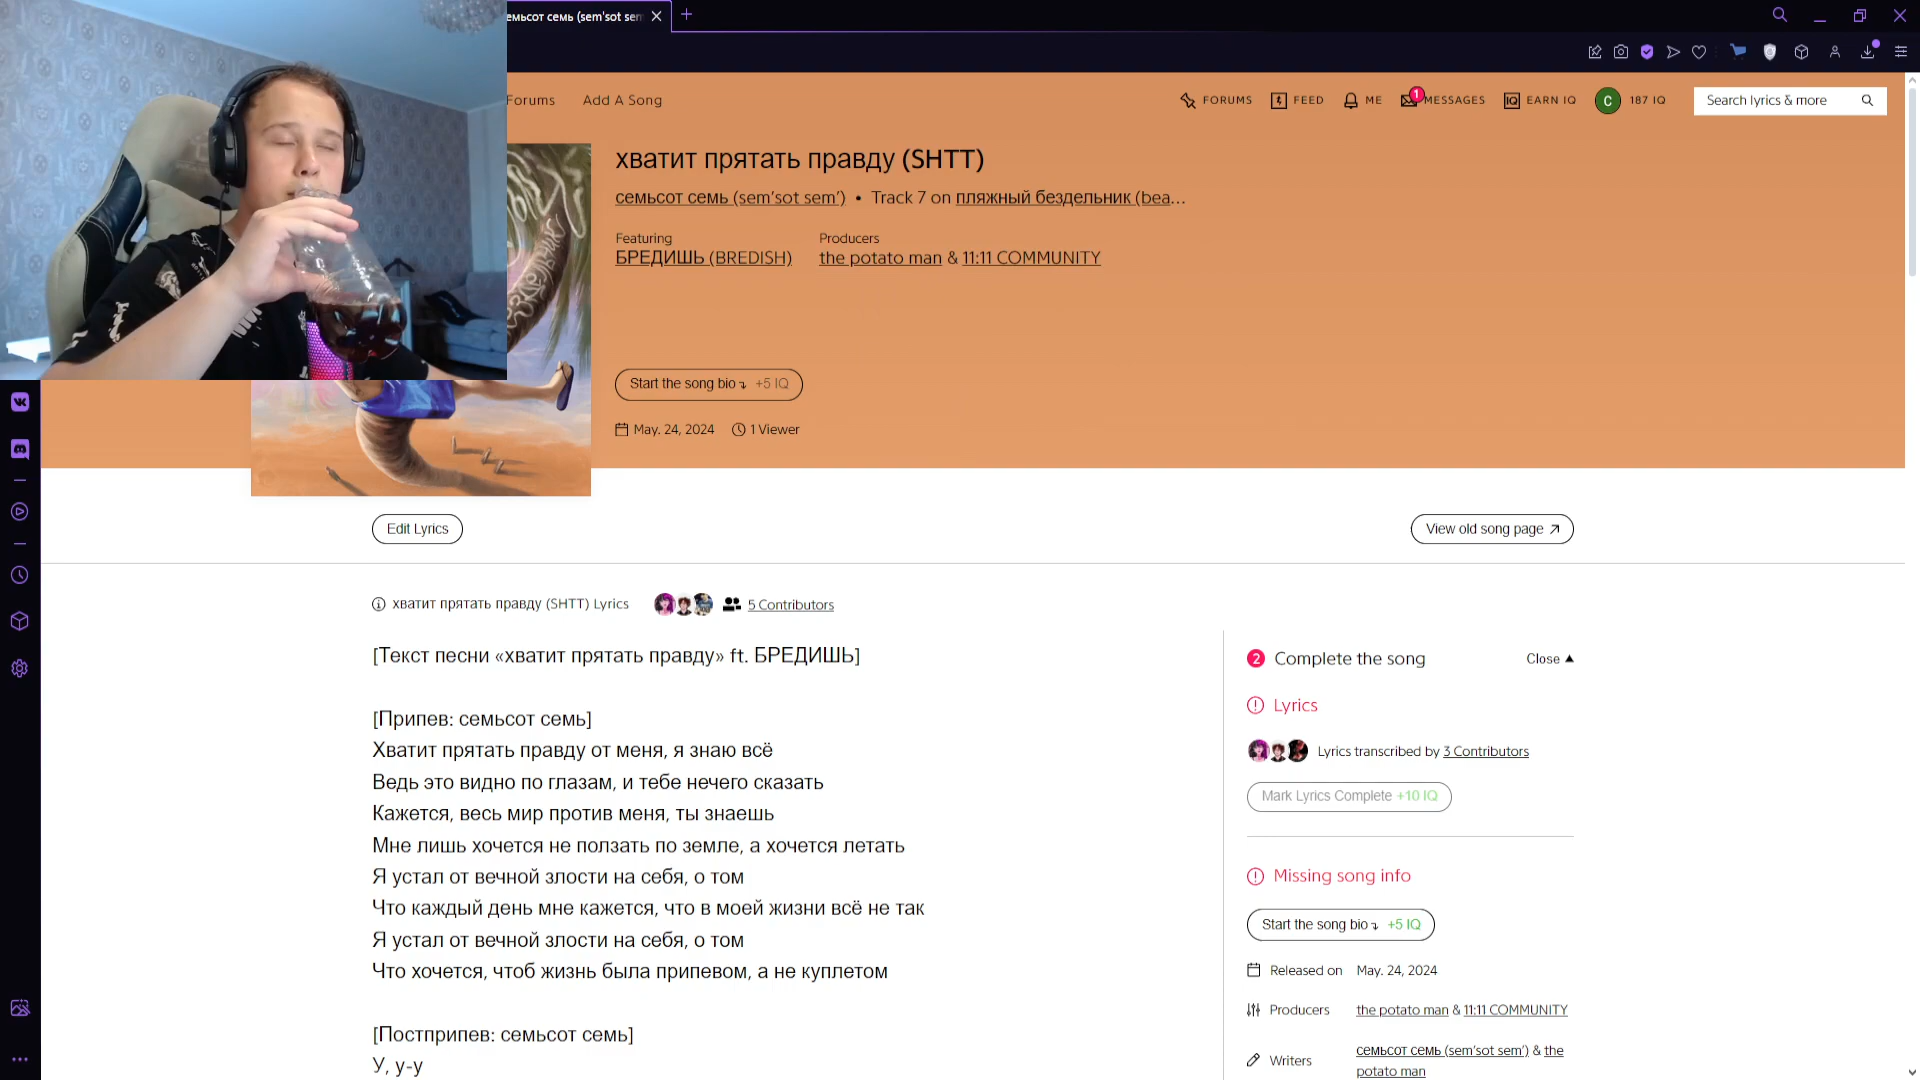 семьсот семь (sem'sot sem
Forums
Add A Song
FORUMS
FEED
ME
1
MESSAGES
IQ
EARN IQ
C
187 IQ
Search lyrics & more
хватит прятать правду (SHTT)
семьсот семь (sem'sot sem') • Track 7 on пляжный бездельник (bea...
Featuring
БРЕДИШЬ (BREDISH)
Producers
the potato man & 11:11 COMMUNITY
Start the song bio +5 IQ
May. 24, 2024
1 Viewer
Edit Lyrics
View old song page
хватит прятать правду (SHTT) Lyrics
5 Contributors
[Текст песни «хватит прятать правду» ft. БРЕДИШЬ]
[Припев: семьсот семь]
Хватит прятать правду от меня, я знаю всё
Ведь это видно по глазам, и тебе нечего сказать
Кажется, весь мир против меня, ты знаешь
Мне лишь хочется не ползать по земле, а хочется летать
Я устал от вечной злости на себя, о том
Что каждый день мне кажется, что в моей жизни всё не так
Я устал от вечной злости на себя, о том
Что хочется, чтоб жизнь была припевом, а не куплетом
[Постприпев: семьсот семь]
У, у-у
2 Complete the song
Close
Lyrics
Lyrics transcribed by 3 Contributors
Mark Lyrics Complete +10 IQ
Missing song info
Start the song bio +5 IQ
Released on May. 24, 2024
Producers the potato man & 11:11 COMMUNITY
Writers семьсот семь (sem'sot sem') & the
potato man